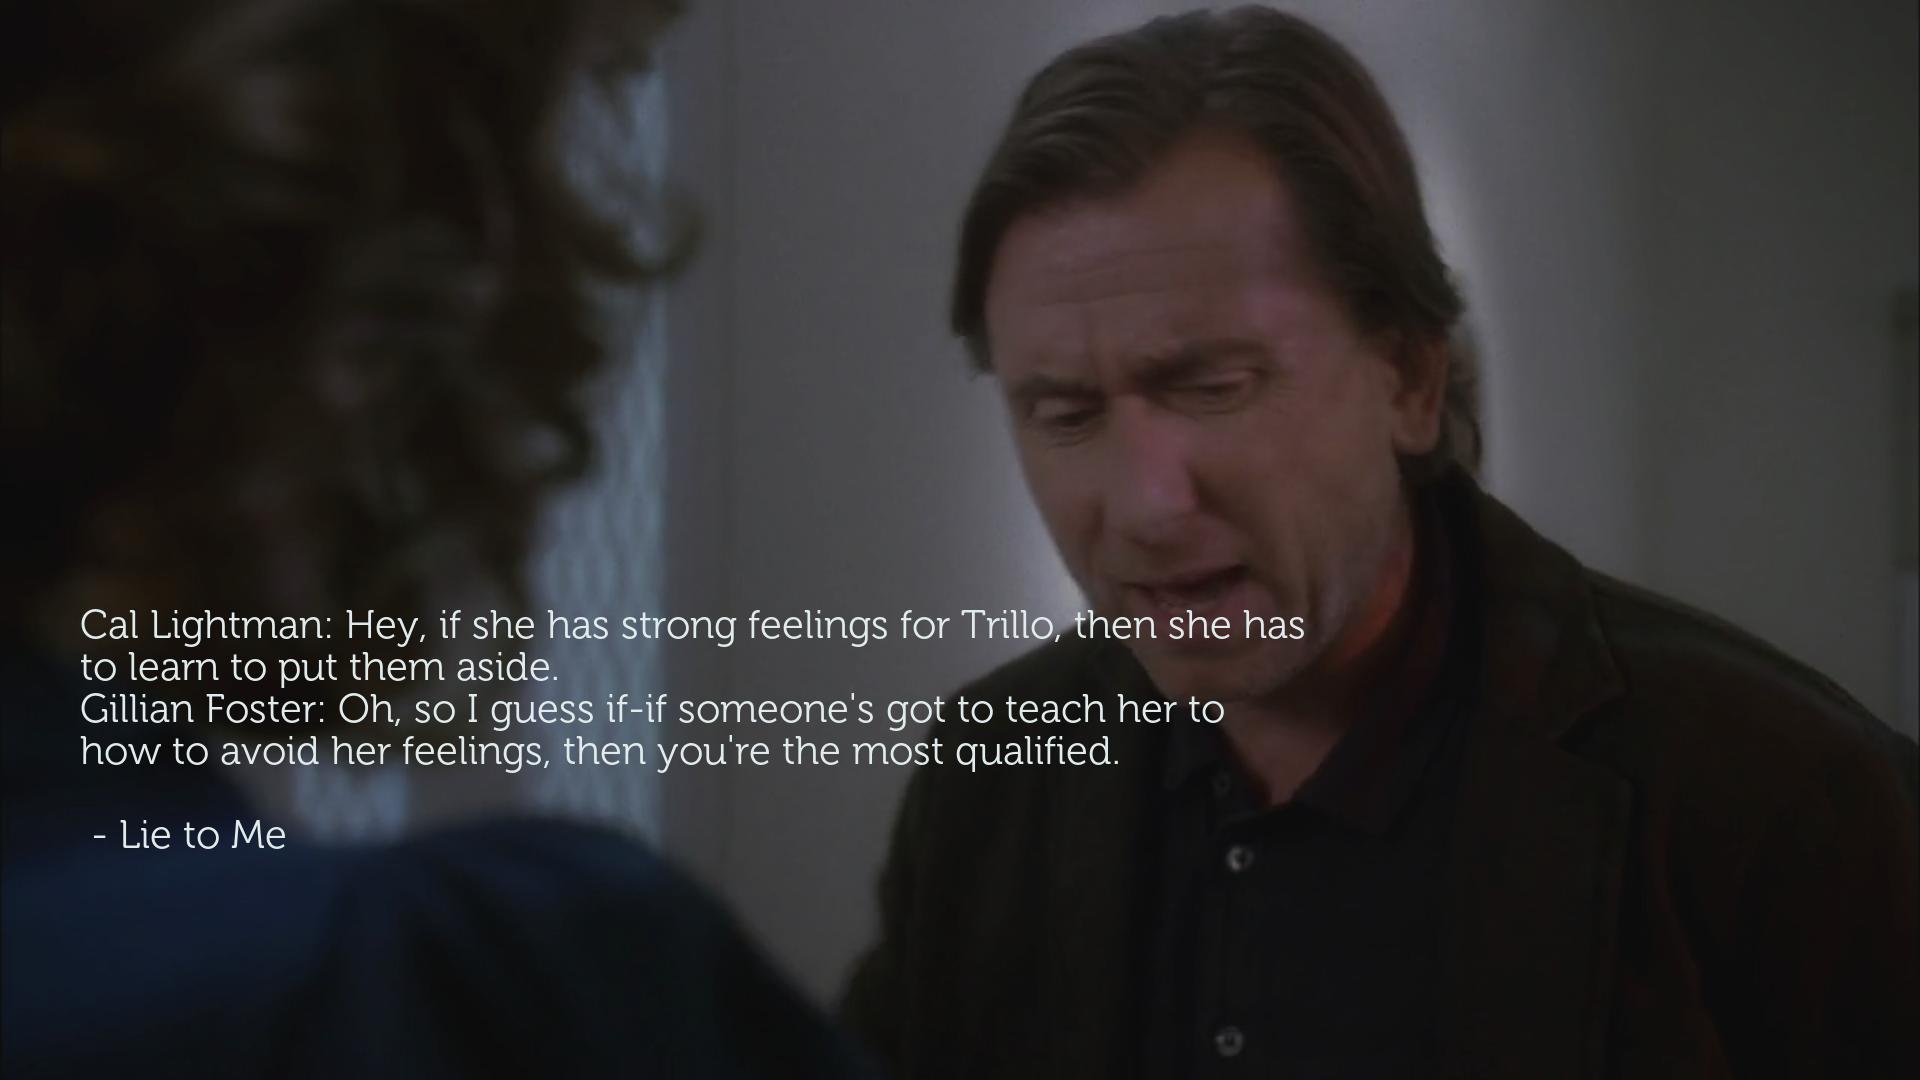 Cal Lightman: Hey, if she has strong feelings for Trillo, then she has
to learn to put them aside.
Gillian Foster: Oh, so I guess if-if someone's got to teach her to
how to avoid her feelings, then you're the most qualified.
- Lie to Me